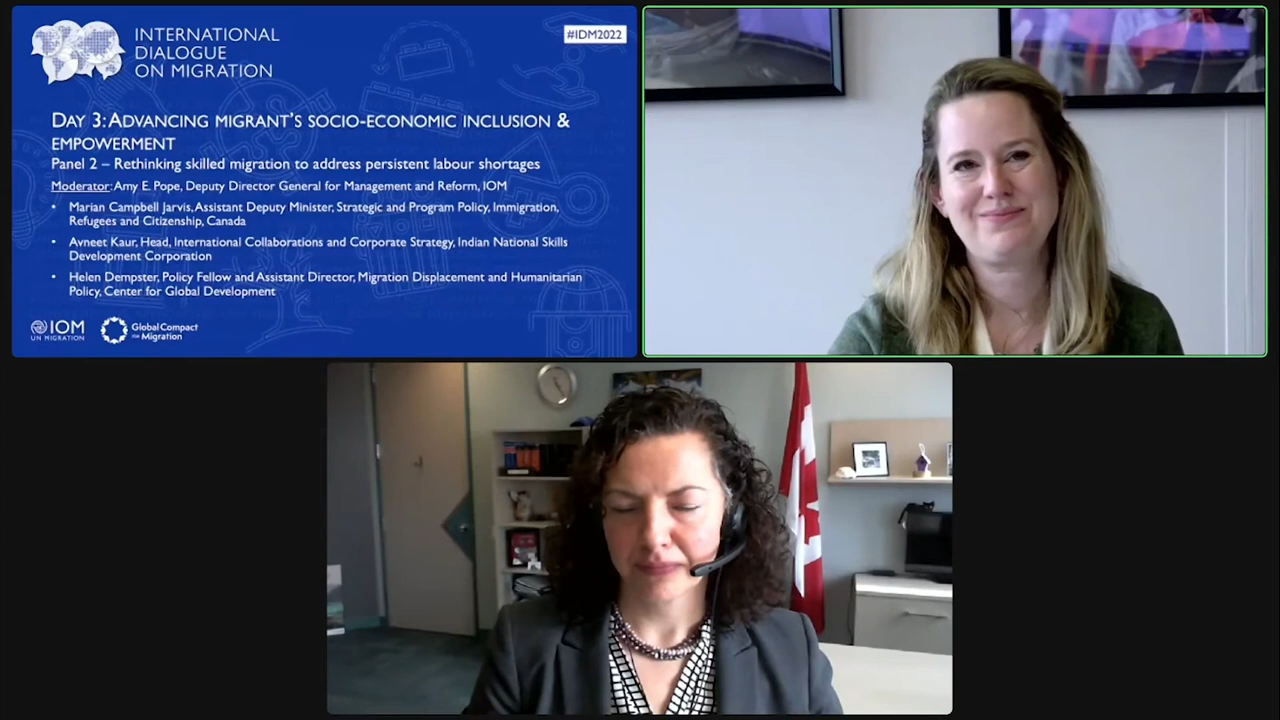 INTERNATIONAL
DIALOGUE
ON MIGRATION
#IDM2022
DAY 3: ADVANCING MIGRANT'S SOCIO-ECONOMIC INCLUSION &
EMPOWERMENT
Panel 2 – Rethinking skilled migration to address persistent labour shortages
Moderator: Amy E. Pope, Deputy Director General for Management and Reform, IOM
• Marian Campbell Jarvis, Assistant Deputy Minister, Strategic and Program Policy, Immigration,
Refugees and Citizenship, Canada
• Avneet Kaur, Head, International Collaborations and Corporate Strategy, Indian National Skills
Development Corporation
• Helen Dempster, Policy Fellow and Assistant Director, Migration Displacement and Humanitarian
Policy, Center for Global Development
IOM
UN MIGRATION
Global Compact
for Migration